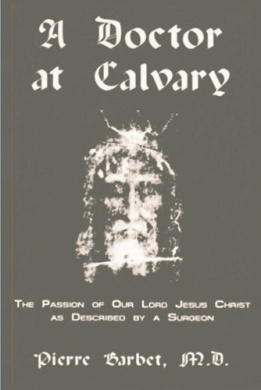 A Doctor
at Calvary
The Passion of Our Lord Jesus Christ
as Described by a Surgeon
Pierre Barbet, M.D.